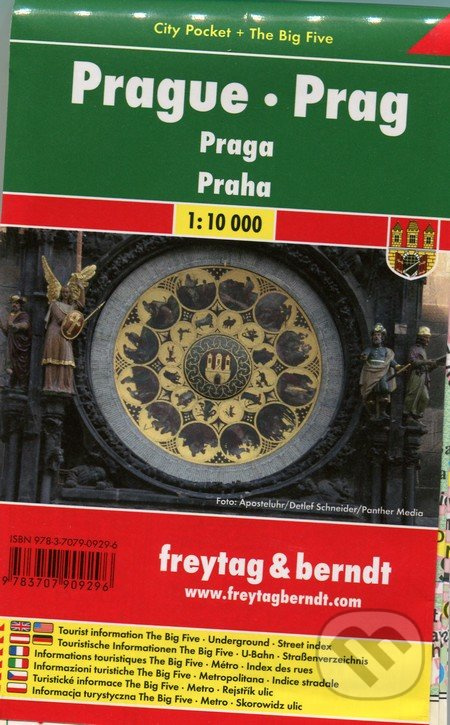 City Pocket + The Big Five
Prague · Prag
Praga
Praha
1:10 000
Foto: Aposteluhr/Detlef Schneider/Panther Media
ISBN 978-3-7079-0929-6
9 783707 909296
freytag & berndt
www.freytagberndt.com
Tourist information The Big Five · Underground · Street index
Touristische Informationen The Big Five · U-Bahn · Straßenverzeichnis
Informations touristiques The Big Five · Métro · Index des rues
Informazioni turistiche The Big Five · Metropolitana · Indice stradale
Turistické informace The Big Five · Metro · Rejstřík ulic
Informacja turystyczna The Big Five · Metro · Skorowidz ulic
m